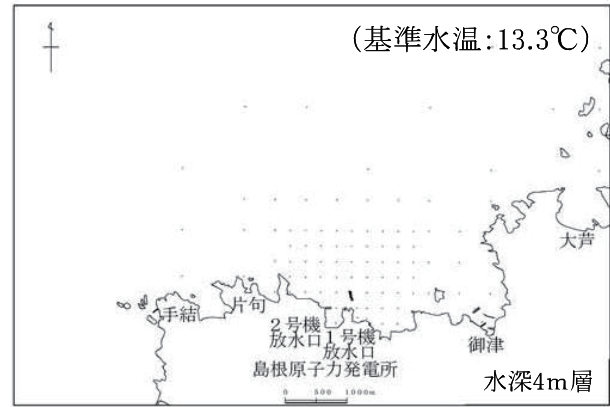 (基準水温:13.3℃)
大芦
手結
片句
2号機
放水口
1号機
放水口
御津
島根原子力発電所
水深4m層
0 500 1000m